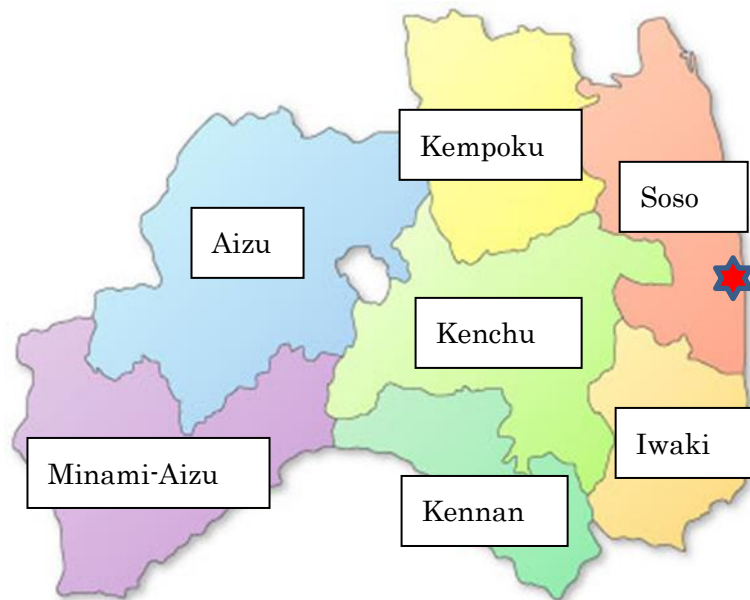 Kempoku
Soso
Aizu
Kenchu
Iwaki
Minami-Aizu
Kennan